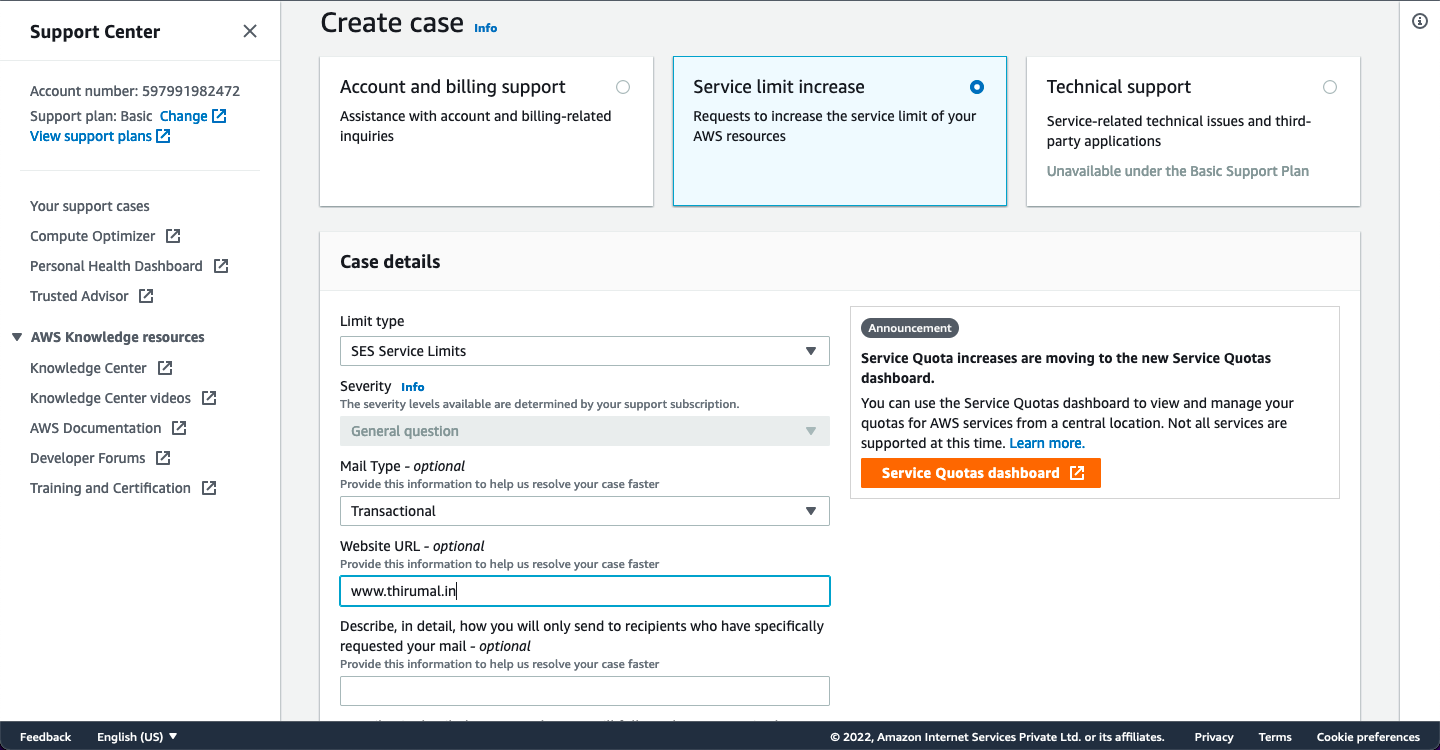 Support Center
Account number: 597991982472
Support plan: Basic Change
View support plans
Your support cases
Compute Optimizer
Personal Health Dashboard
Trusted Advisor
AWS Knowledge resources
Knowledge Center
Knowledge Center videos
AWS Documentation
Developer Forums
Training and Certification
Create case Info
Account and billing support
Assistance with account and billing-related
inquiries
Service limit increase
Requests to increase the service limit of your
AWS resources
Technical support
Service-related technical issues and third-
party applications
Unavailable under the Basic Support Plan
Case details
Limit type
SES Service Limits
Severity Info
The severity levels available are determined by your support subscription.
General question
Mail Type - optional
Provide this information to help us resolve your case faster
Transactional
Website URL - optional
Provide this information to help us resolve your case faster
www.thirumal.in
Describe, in detail, how you will only send to recipients who have specifically
requested your mail - optional
Provide this information to help us resolve your case faster
Announcement
Service Quota increases are moving to the new Service Quotas
dashboard.
You can use the Service Quotas dashboard to view and manage your
quotas for AWS services from a central location. Not all services are
supported at this time. Learn more.
Service Quotas dashboard
Feedback
English (US)
© 2022, Amazon Internet Services Private Ltd. or its affiliates.
Privacy
Terms
Cookie preferences